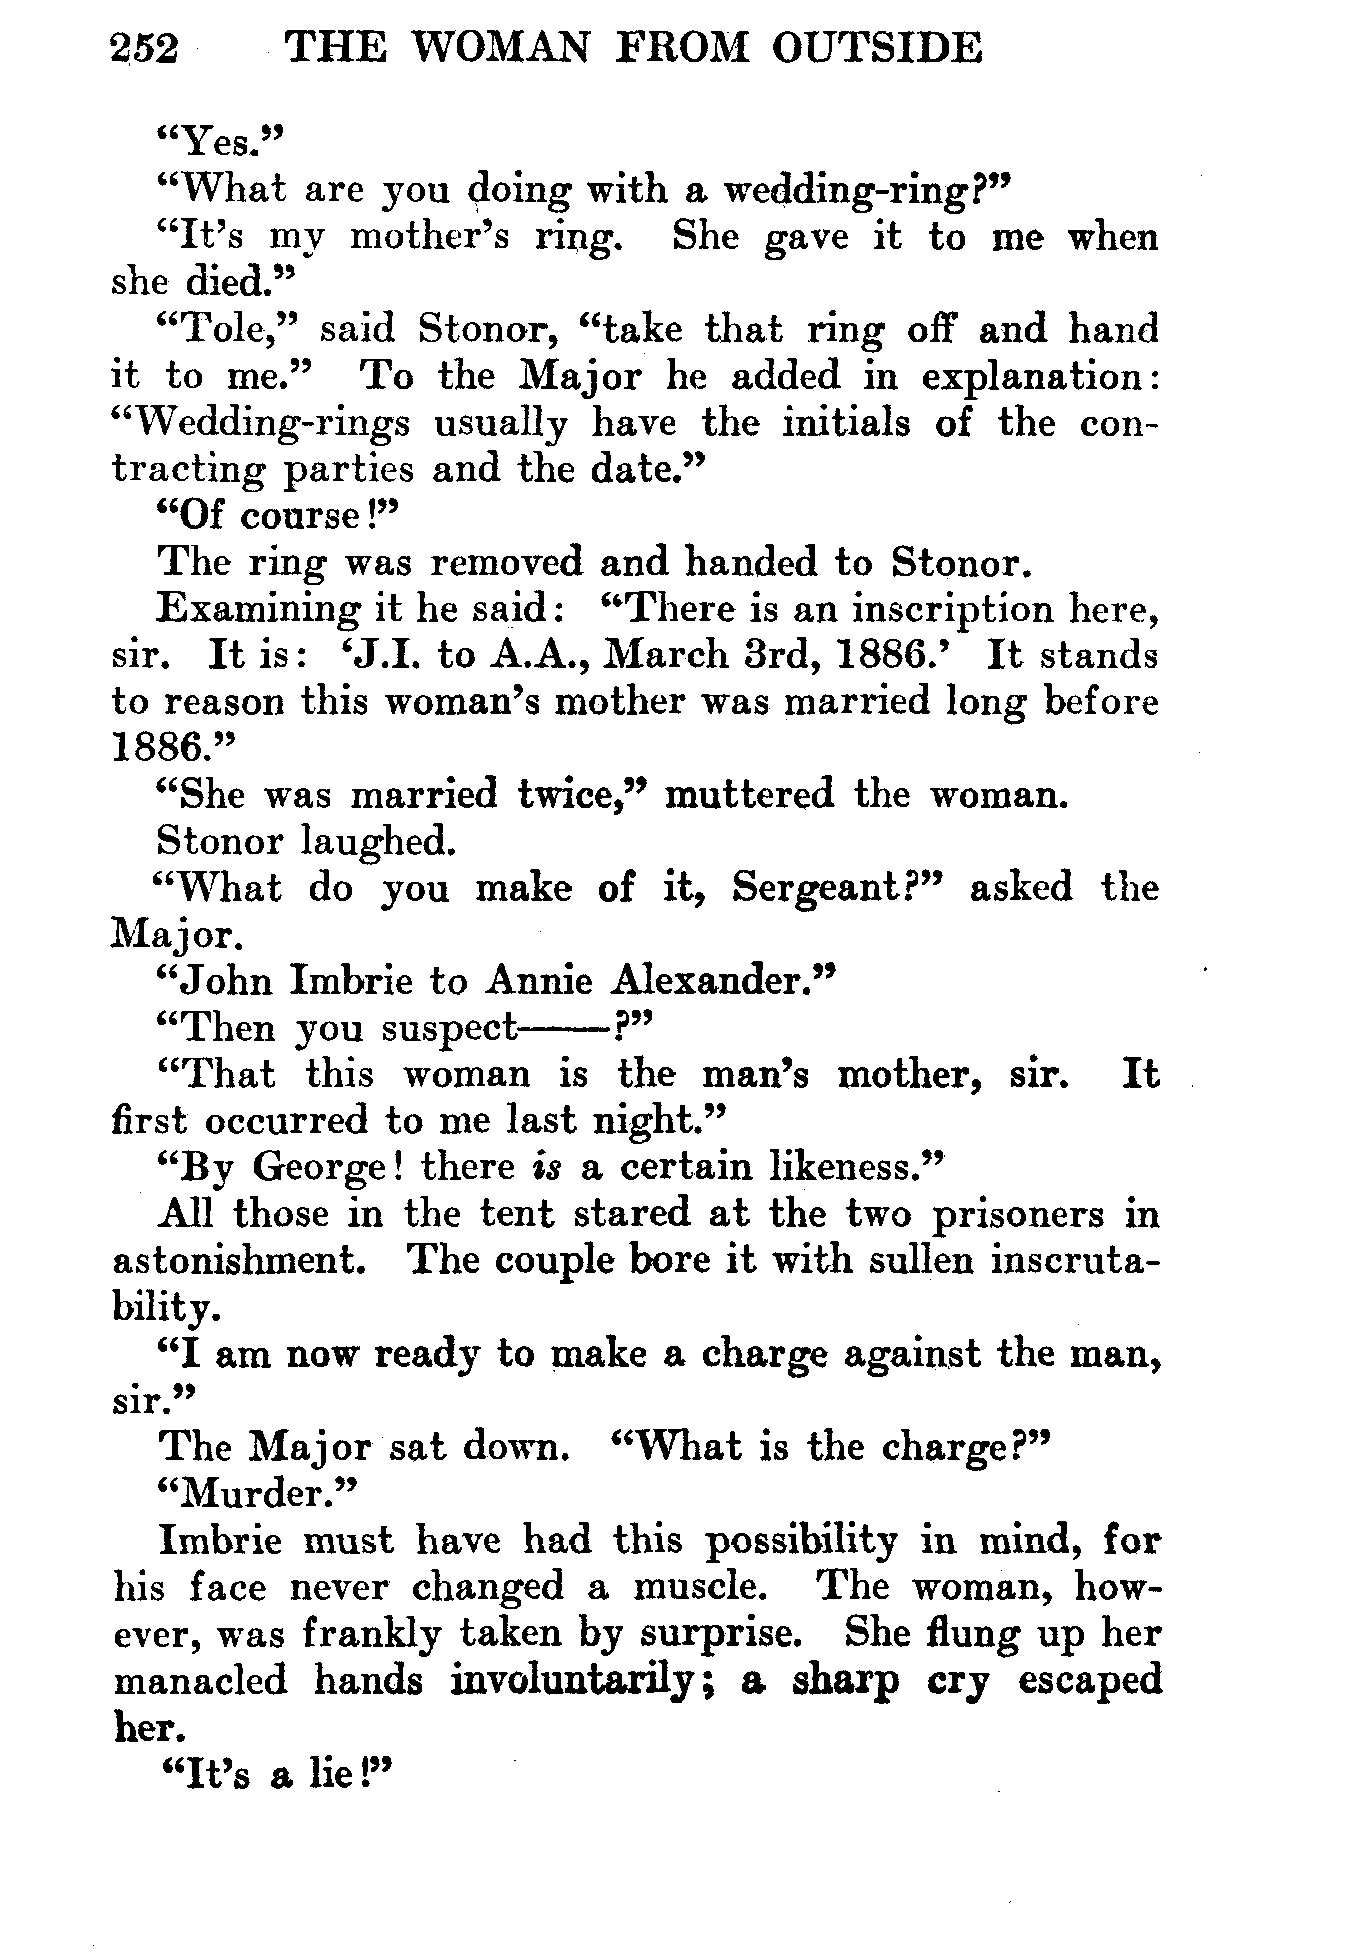 252 THE WOMAN FROM OUTSIDE
“Yes.”
“What are you doing with a wedding-ring?”
“It’s my mother’s ring. She gave it to me when
she died.”
“Tole,” said Stonor, “take that ring off and hand
it to me.” To the Major he added in explanation:
“Wedding-rings usually have the initials of the con-
tracting parties and the date.”
“Of course!”
The ring was removed and handed to Stonor.
Examining it he said: “There is an inscription here,
sir. It is: ‘J.I. to A.A., March 3rd, 1886.’ It stands
to reason this woman’s mother was married long before
1886.”
“She was married twice,” muttered the woman.
Stonor laughed.
“What do you make of it, Sergeant?” asked the
Major.
“John Imbrie to Annie Alexander.”
“Then you suspect——?”
“That this woman is the man’s mother, sir. It
first occurred to me last night.”
“By George! there is a certain likeness.”
All those in the tent stared at the two prisoners in
astonishment. The couple bore it with sullen inscruta-
bility.
“I am now ready to make a charge against the man,
sir.”
The Major sat down. “What is the charge?”
“Murder.”
Imbrie must have had this possibility in mind, for
his face never changed a muscle. The woman, how-
ever, was frankly taken by surprise. She flung up her
manacled hands involuntarily; a sharp cry escaped
her.
“It’s a lie!”